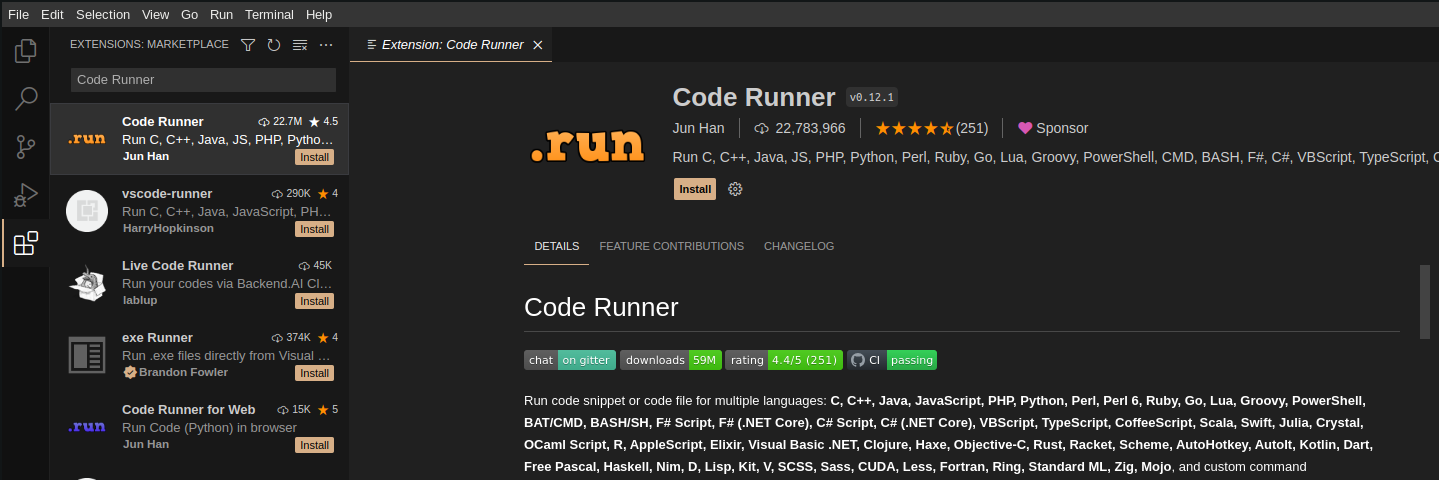 File Edit Selection View Go Run Terminal Help
EXTENSIONS: MARKETPLACE
Code Runner
.run
Code Runner 22.7M 4.5
Run C, C++, Java, JS, PHP, Pytho…
Jun Han Install
vscode-runner 290K 4
Run C, C++, Java, JavaScript, PH…
HarryHopkinson Install
Live Code Runner 45K
Run your codes via Backend.AI Cl…
lablup Install
exe Runner 374K 4
Run .exe files directly from Visual …
Brandon Fowler Install
.run
Code Runner for Web 15K 5
Run Code (Python) in browser
Jun Han Install
Extension: Code Runner
.run
Code Runner v0.12.1
Jun Han 22,783,966 (251) Sponsor
Run C, C++, Java, JS, PHP, Python, Perl, Ruby, Go, Lua, Groovy, PowerShell, CMD, BASH, F#, C#, VBScript, TypeScript,
Install
DETAILS FEATURE CONTRIBUTIONS CHANGELOG
Code Runner
chat on gitter downloads 59M rating 4.4/5 (251) CI passing
Run code snippet or code file for multiple languages: C, C++, Java, JavaScript, PHP, Python, Perl, Perl 6, Ruby, Go, Lua, Groovy, PowerShell,
BAT/CMD, BASH/SH, F# Script, F# (.NET Core), C# Script, C# (.NET Core), VBScript, TypeScript, CoffeeScript, Scala, Swift, Julia, Crystal,
OCaml Script, R, AppleScript, Elixir, Visual Basic .NET, Clojure, Haxe, Objective-C, Rust, Racket, Scheme, AutoHotkey, AutoIt, Kotlin, Dart,
Free Pascal, Haskell, Nim, D, Lisp, Kit, V, SCSS, Sass, CUDA, Less, Fortran, Ring, Standard ML, Zig, Mojo, and custom command